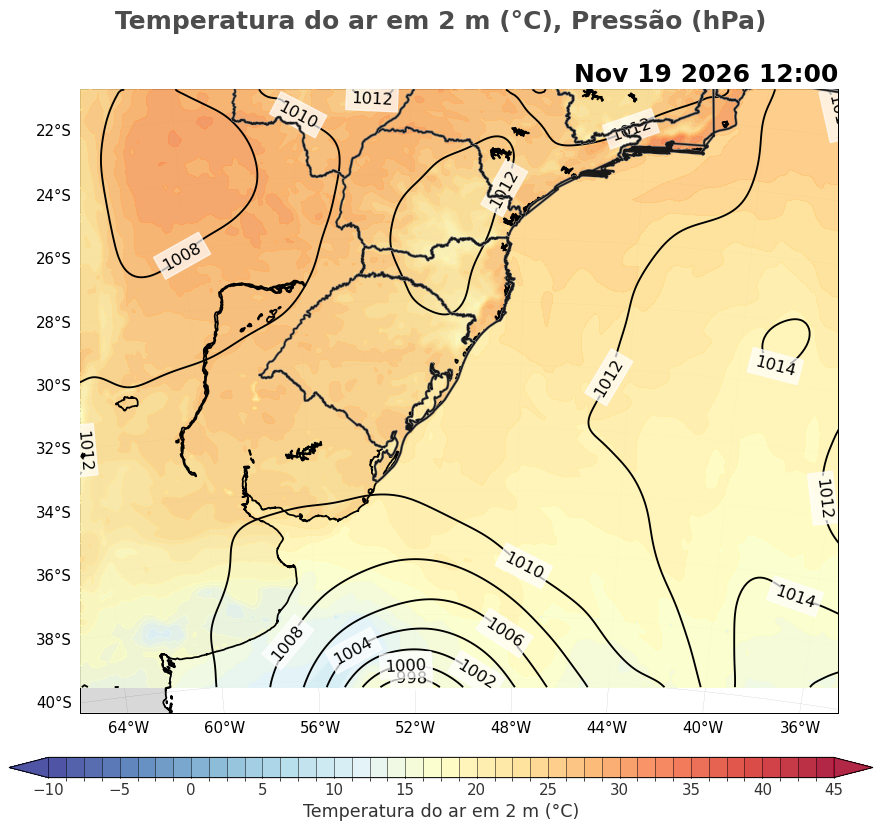 Temperatura do ar em 2 m (°C), Pressão (hPa)
Nov 19 2026 12:00
1012
1010
1012
1012
1008
1012
1014
1012
1012
1010
1014
1008
1006
1004
1002
1000
998
22°S
24°S
26°S
28°S
30°S
32°S
34°S
36°S
38°S
40°S
64°W 60°W 56°W 52°W 48°W 44°W 40°W 36°W
−10 −5 0 5 10 15 20 25 30 35 40 45
Temperatura do ar em 2 m (°C)